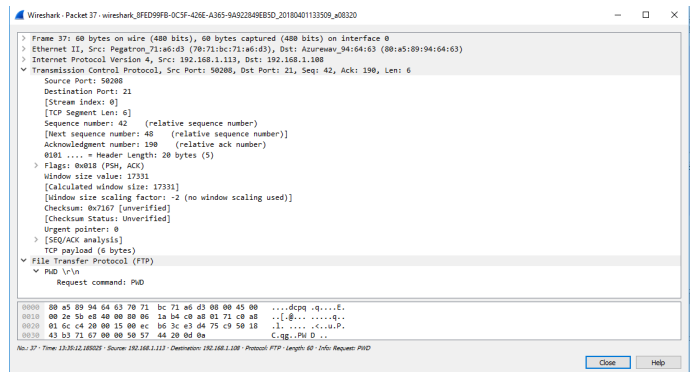 Wireshark · Packet 37 · wireshark_8FED99FB-0C5F-426E-A365-9A922849EB5D_20180401133509_a08320
> Frame 37: 60 bytes on wire (480 bits), 60 bytes captured (480 bits) on interface 0
> Ethernet II, Src: Pegatron_71:a6:d3 (70:71:bc:71:a6:d3), Dst: Azurewav_94:64:63 (80:a5:89:94:64:63)
> Internet Protocol Version 4, Src: 192.168.1.113, Dst: 192.168.1.108
Transmission Control Protocol, Src Port: 50208, Dst Port: 21, Seq: 42, Ack: 190, Len: 6
Source Port: 50208
Destination Port: 21
[Stream index: 0]
[TCP Segment Len: 6]
Sequence number: 42 (relative sequence number)
[Next sequence number: 48 (relative sequence number)]
Acknowledgment number: 190 (relative ack number)
0101 .... = Header Length: 20 bytes (5)
> Flags: 0x018 (PSH, ACK)
Window size value: 17331
[Calculated window size: 17331]
[Window size scaling factor: -2 (no window scaling used)]
Checksum: 0x7167 [unverified]
[Checksum Status: Unverified]
Urgent pointer: 0
> [SEQ/ACK analysis]
TCP payload (6 bytes)
File Transfer Protocol (FTP)
PWD \r\n
Request command: PWD
0000 80 a5 89 94 64 63 70 71 bc 71 a6 d3 08 00 45 00 ....dcpq .q....E.
0010 00 2e 5b e8 40 00 80 06 1a b4 c0 a8 01 71 c0 a8 ..[.@... .....q..
0020 01 6c c4 20 00 15 00 ec b6 3c e3 d4 75 c9 50 18 .l. .... .<..u.P.
0030 43 b3 71 67 00 00 50 57 44 20 0d 0a C.qg..PW D ..
No.: 37 · Time: 13:35:12,185025 · Source: 192.168.1.113 · Destination: 192.168.1.108 · Protocol: FTP · Length: 60 · Info: Request: PWD
Close Help